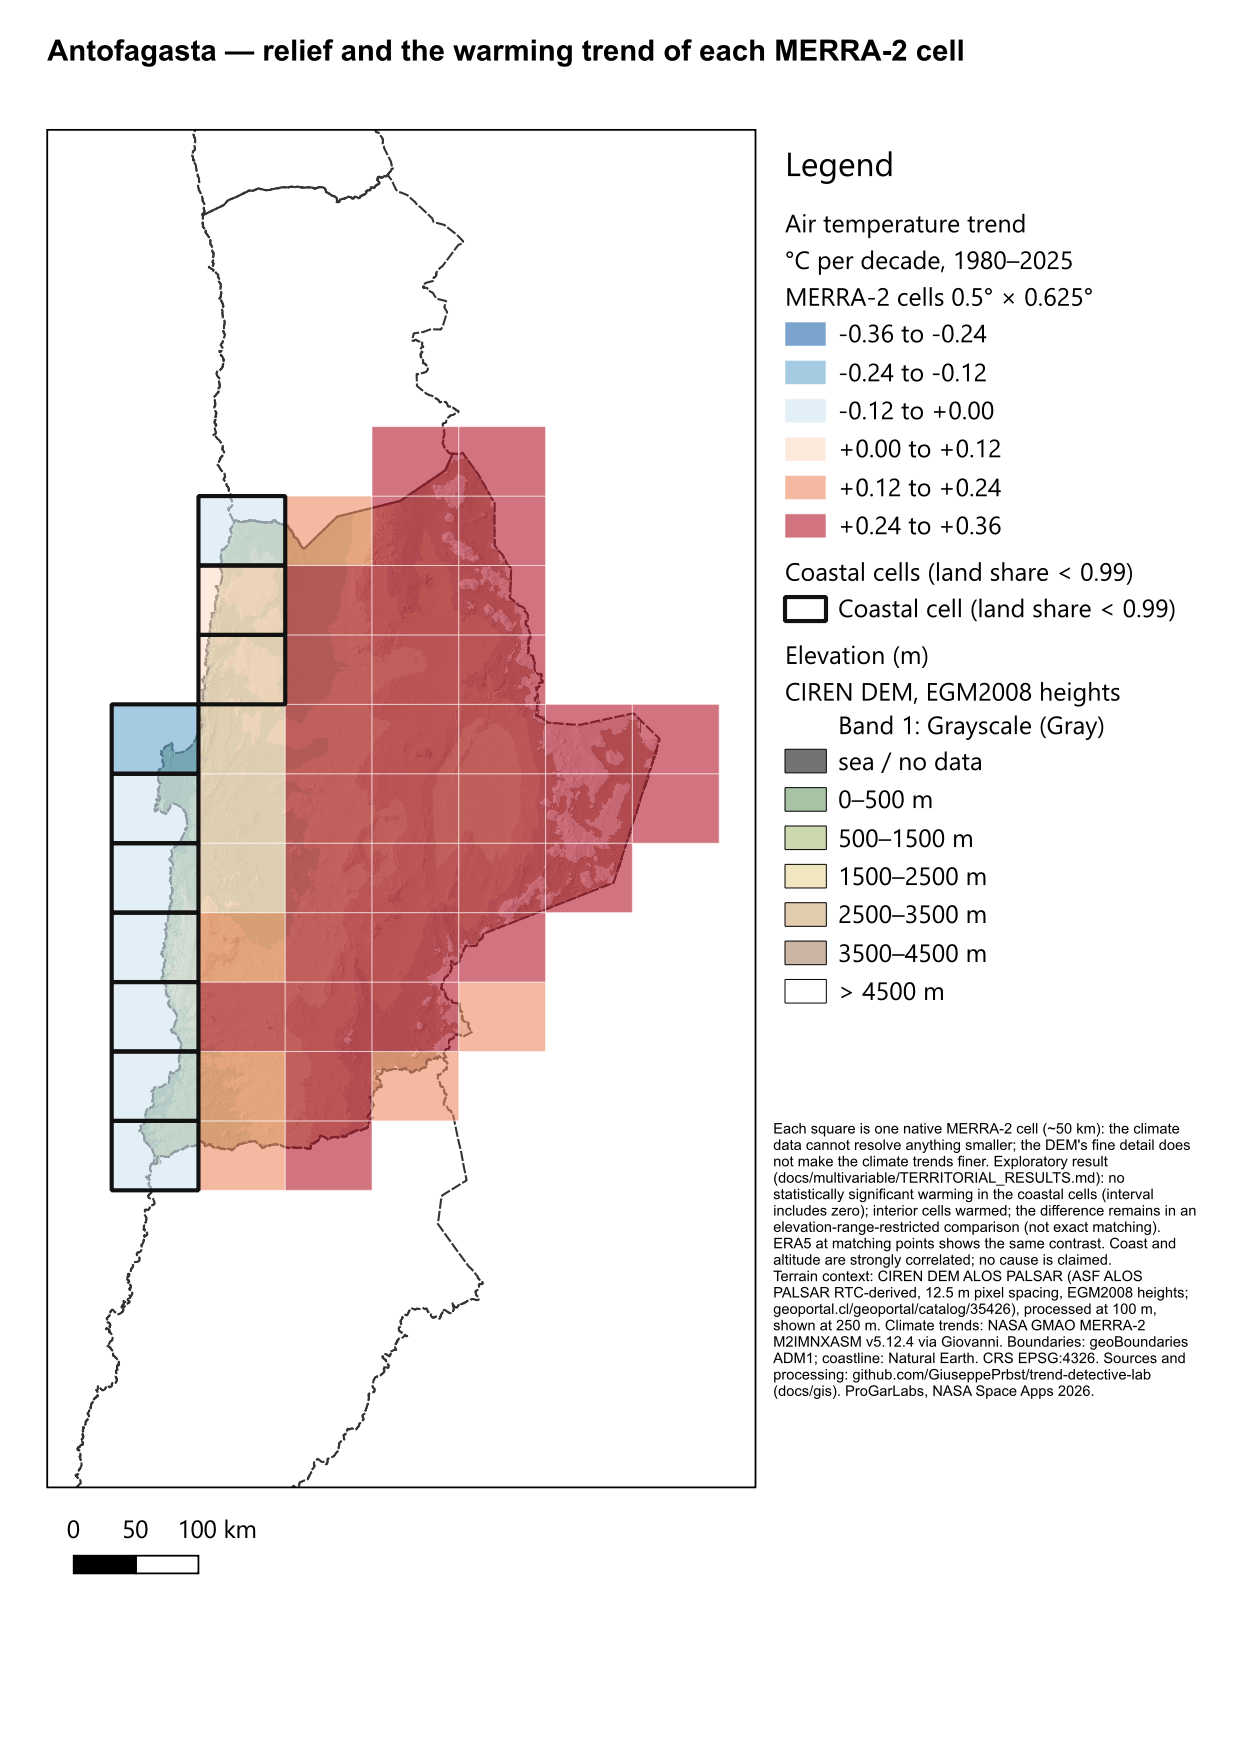 Antofagasta — relief and the warming trend of each MERRA-2 cell
Legend
Air temperature trend
°C per decade, 1980–2025
MERRA-2 cells 0.5° × 0.625°
-0.36 to -0.24
-0.24 to -0.12
-0.12 to +0.00
+0.00 to +0.12
+0.12 to +0.24
+0.24 to +0.36
Coastal cells (land share < 0.99)
Coastal cell (land share < 0.99)
Elevation (m)
CIREN DEM, EGM2008 heights
Band 1: Grayscale (Gray)
sea / no data
0–500 m
500–1500 m
1500–2500 m
2500–3500 m
3500–4500 m
> 4500 m
Each square is one native MERRA-2 cell (~50 km): the climate
data cannot resolve anything smaller; the DEM's fine detail does
not make the climate trends finer. Exploratory result
(docs/multivariable/TERRITORIAL_RESULTS.md): no
statistically significant warming in the coastal cells (interval
includes zero); interior cells warmed; the difference remains in an
elevation-range-restricted comparison (not exact matching).
ERA5 at matching points shows the same contrast. Coast and
altitude are strongly correlated; no cause is claimed.
Terrain context: CIREN DEM ALOS PALSAR (ASF ALOS
PALSAR RTC-derived, 12.5 m pixel spacing, EGM2008 heights;
geoportal.cl/geoportal/catalog/35426), processed at 100 m,
shown at 250 m. Climate trends: NASA GMAO MERRA-2
M2IMNXASM v5.12.4 via Giovanni. Boundaries: geoBoundaries
ADM1; coastline: Natural Earth. CRS EPSG:4326. Sources and
processing: github.com/GiuseppePrbst/trend-detective-lab
(docs/gis). ProGarLabs, NASA Space Apps 2026.
0 50 100 km